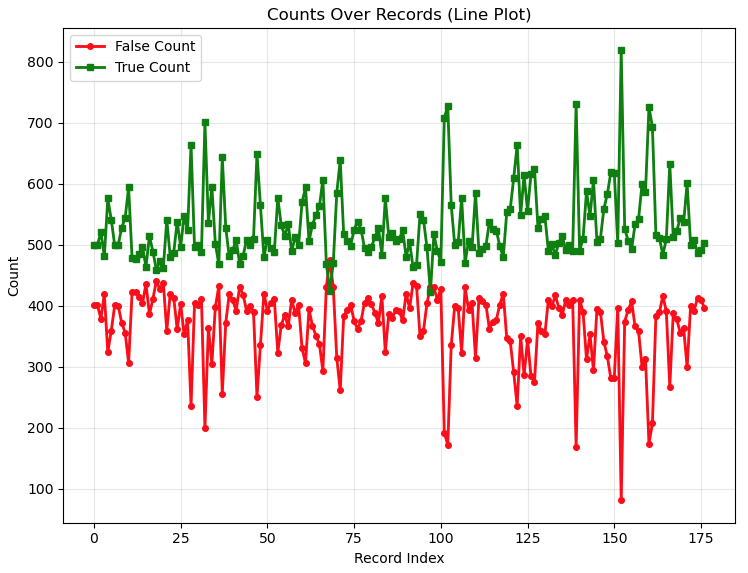 Counts Over Records (Line Plot)
False Count
True Count
800
700
600
500
400
300
200
100
Count
0 25 50 75 100 125 150 175
Record Index